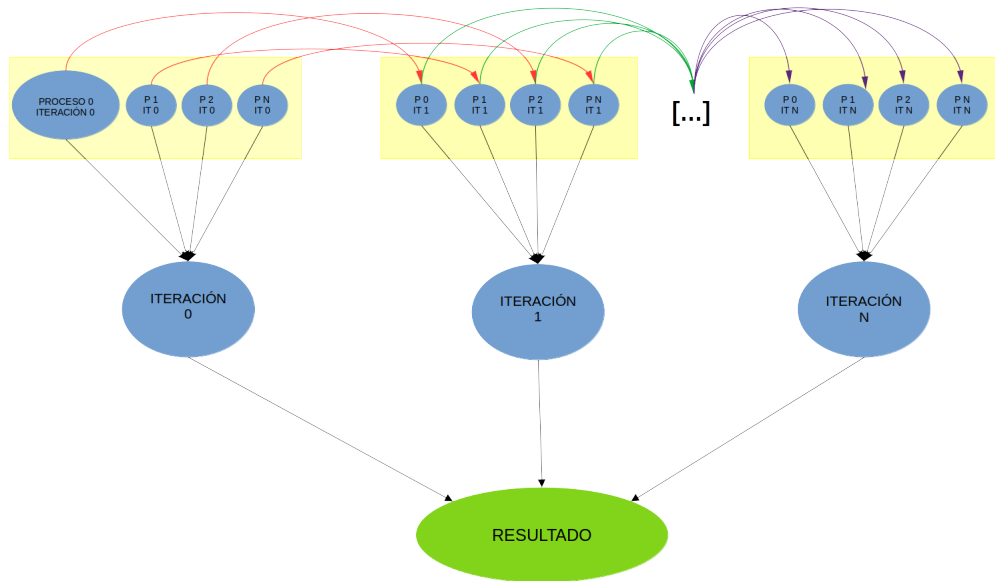 PROCESO 0
ITERACIÓN 0
P 1
IT 0
P 2
IT 0
P N
IT 0
P 0
IT 1
P 1
IT 1
P 2
IT 1
P N
IT 1
[...]
P 0
IT N
P 1
IT N
P 2
IT N
P N
IT N
ITERACIÓN
0
ITERACIÓN
1
ITERACIÓN
N
RESULTADO